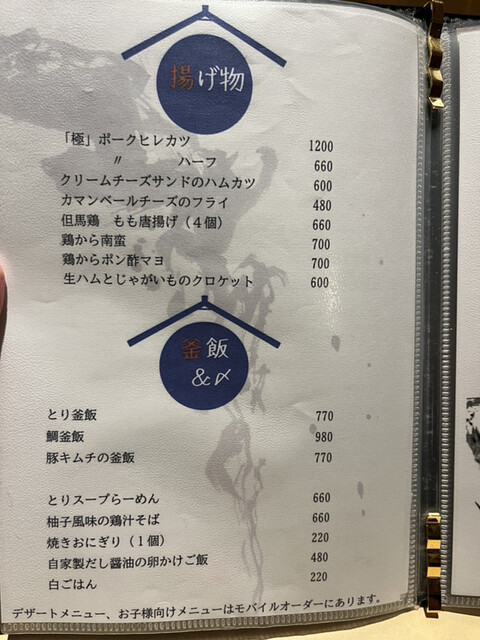 揚げ物
「極」ポークヒレカツ 1200
〃 ハーフ 660
クリームチーズサンドのハムカツ 600
カマンベールチーズのフライ 480
但馬鶏 もも唐揚げ（４個） 660
鶏から南蛮 700
鶏からポン酢マヨ 700
生ハムとじゃがいものクロケット 600
釜飯
&〆
とり釜飯 770
鯛釜飯 980
豚キムチの釜飯 770
とりスープらーめん 660
柚子風味の鶏汁そば 660
焼きおにぎり（１個） 220
自家製だし醤油の卵かけご飯 480
白ごはん 220
デザートメニュー、お子様向けメニューはモバイルオーダーにあります。